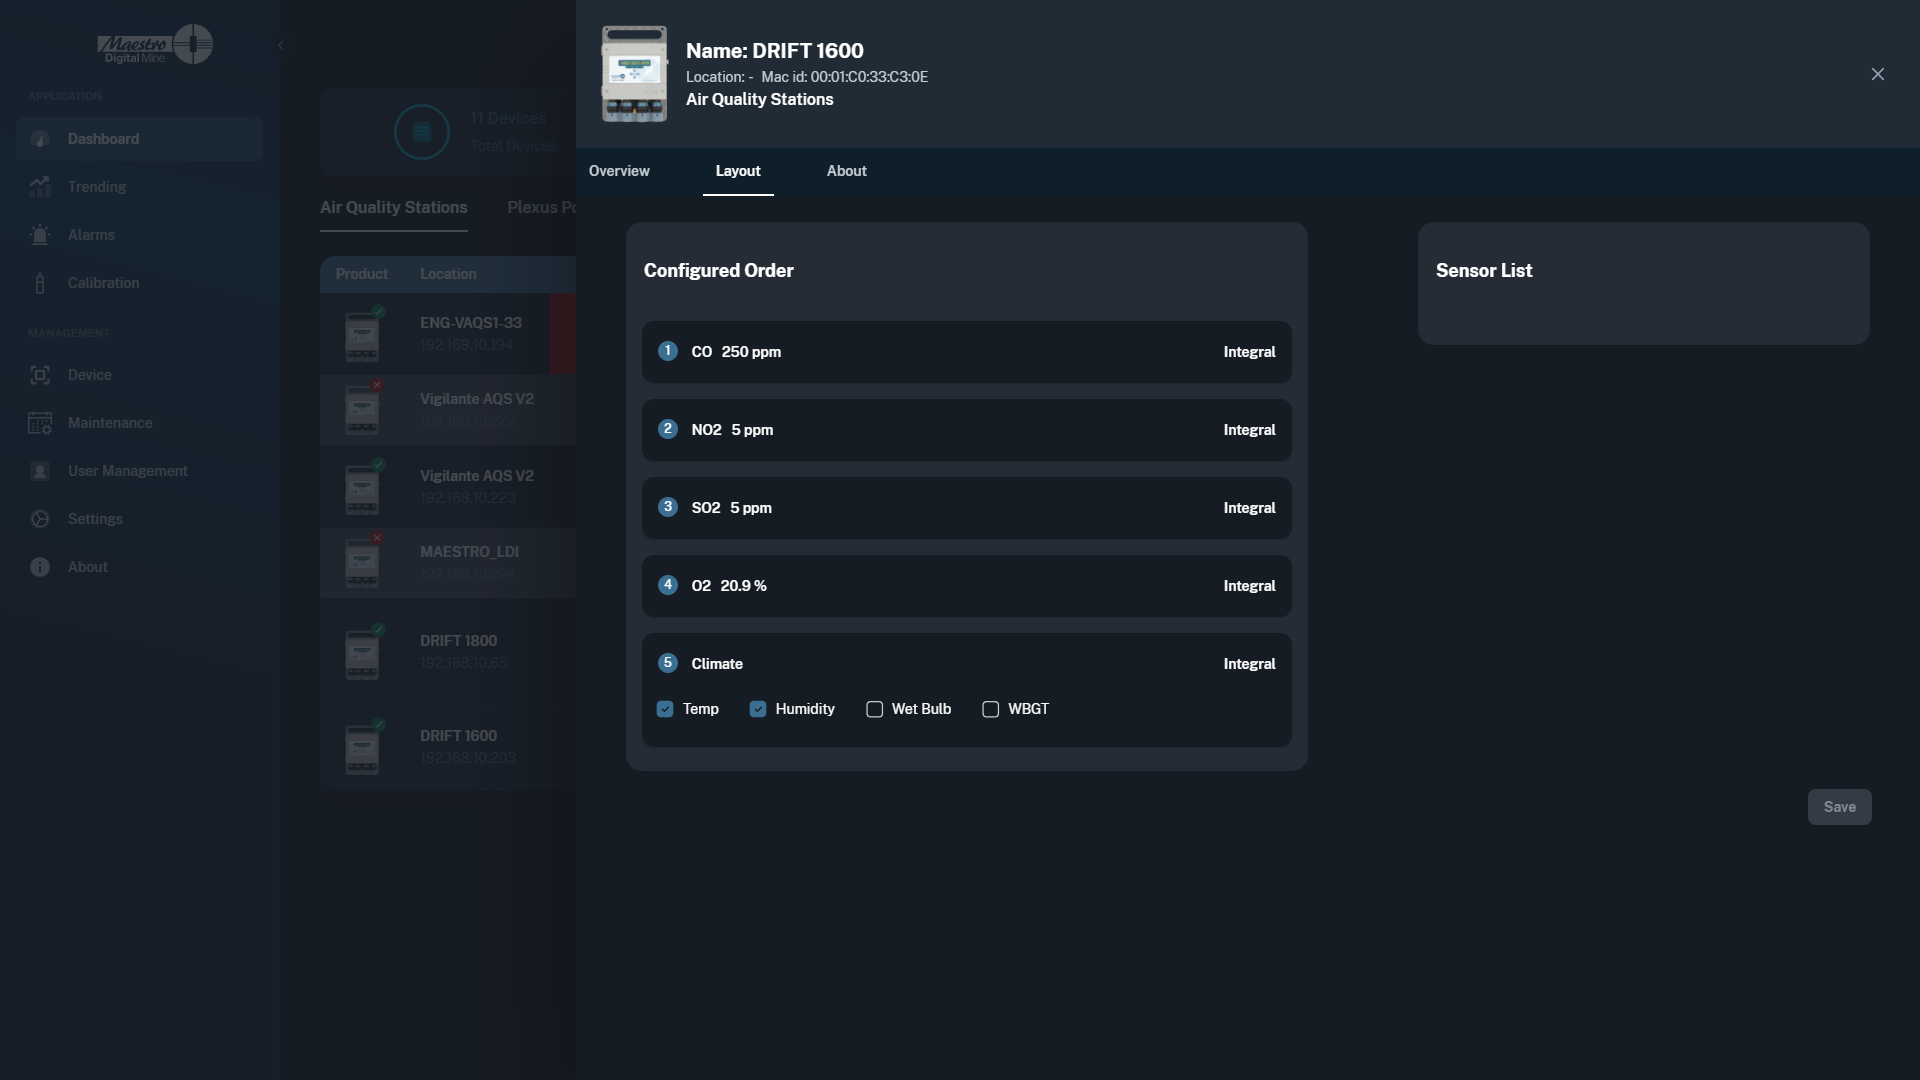 Maestro
Digital Mine
APPLICATION
Dashboard
Trending
Alarms
Calibration
MANAGEMENT
Device
Maintenance
User Management
Settings
About
11 Devices
Total Devices
Air Quality Stations
Plexus Po
Product
Location
ENG-VAQS1-33
192.168.10.194
Vigilante AQS V2
192.168.10.222
Vigilante AQS V2
192.168.10.223
MAESTRO_LDI
192.168.10.204
DRIFT 1800
192.168.10.65
DRIFT 1600
192.168.10.203
Name: DRIFT 1600
Location: - Mac id: 00:01:C0:33:C3:0E
Air Quality Stations
Overview
Layout
About
Configured Order
1 CO 250 ppm Integral
2 NO2 5 ppm Integral
3 SO2 5 ppm Integral
4 O2 20.9 % Integral
5 Climate Integral
Temp Humidity Wet Bulb WBGT
Sensor List
Save